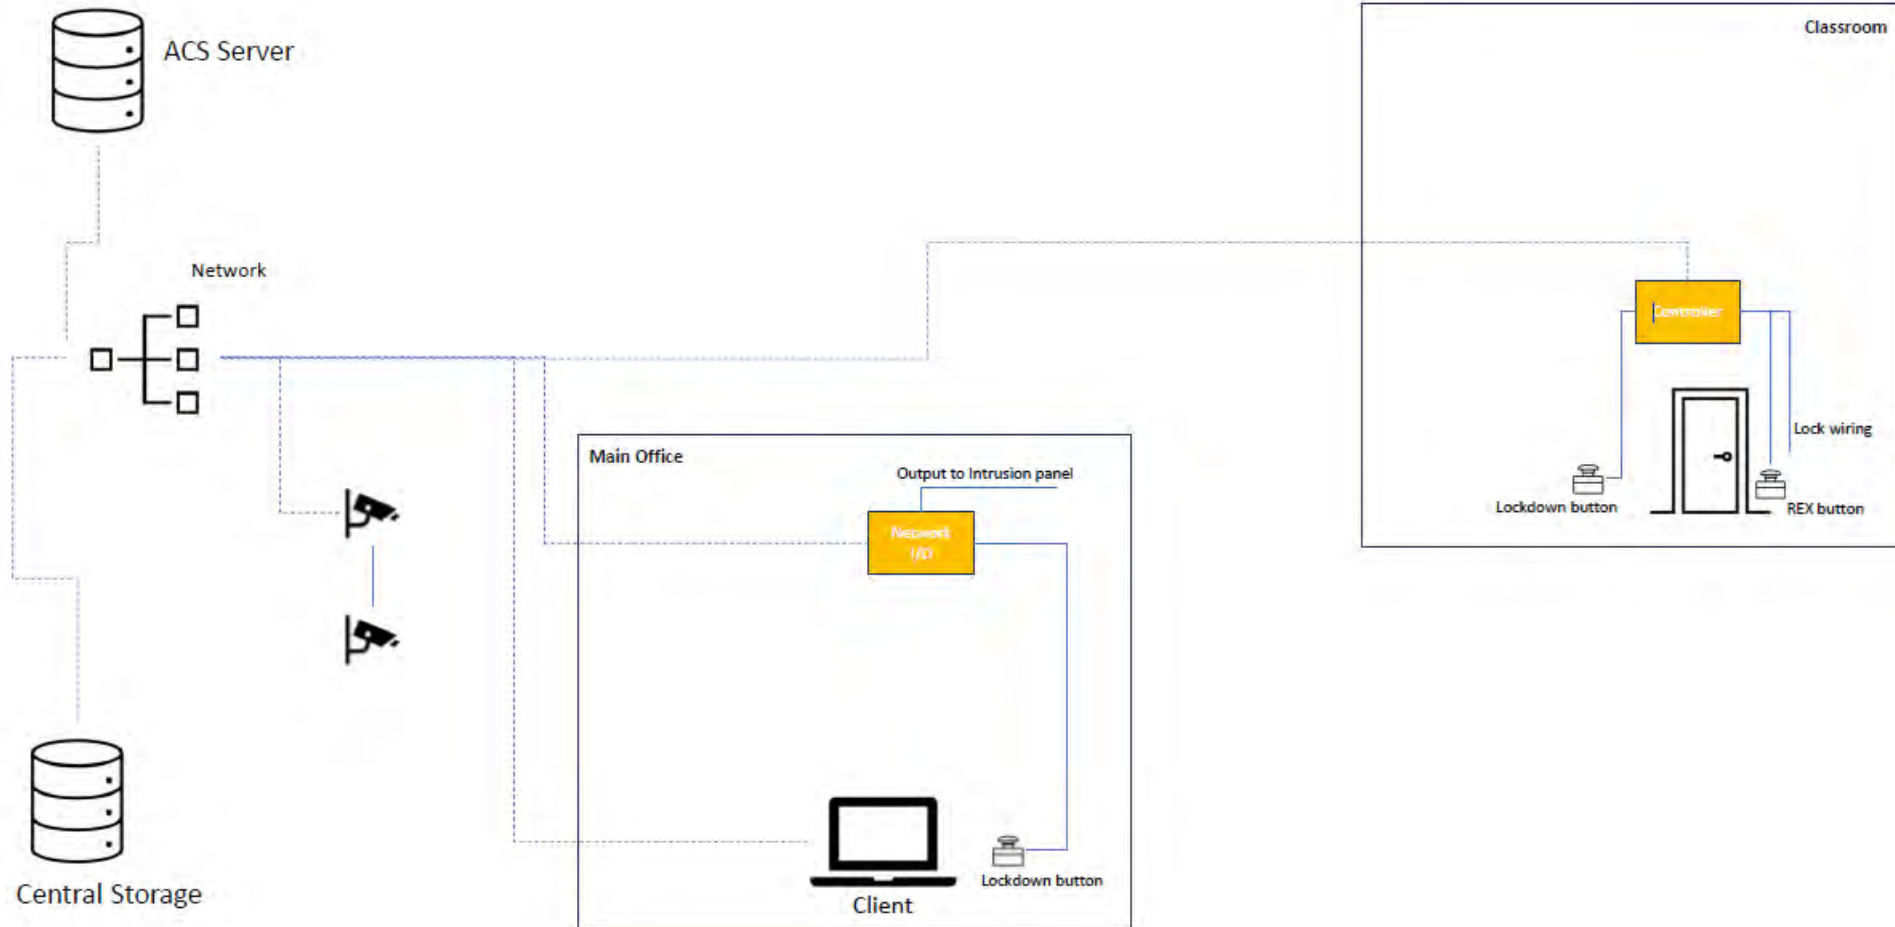 ACS Server
Classroom
Network
Controller
Lock wiring
Main Office
Output to Intrusion panel
Lockdown button
REX button
Network
I/O
Lockdown button
Client
Central Storage